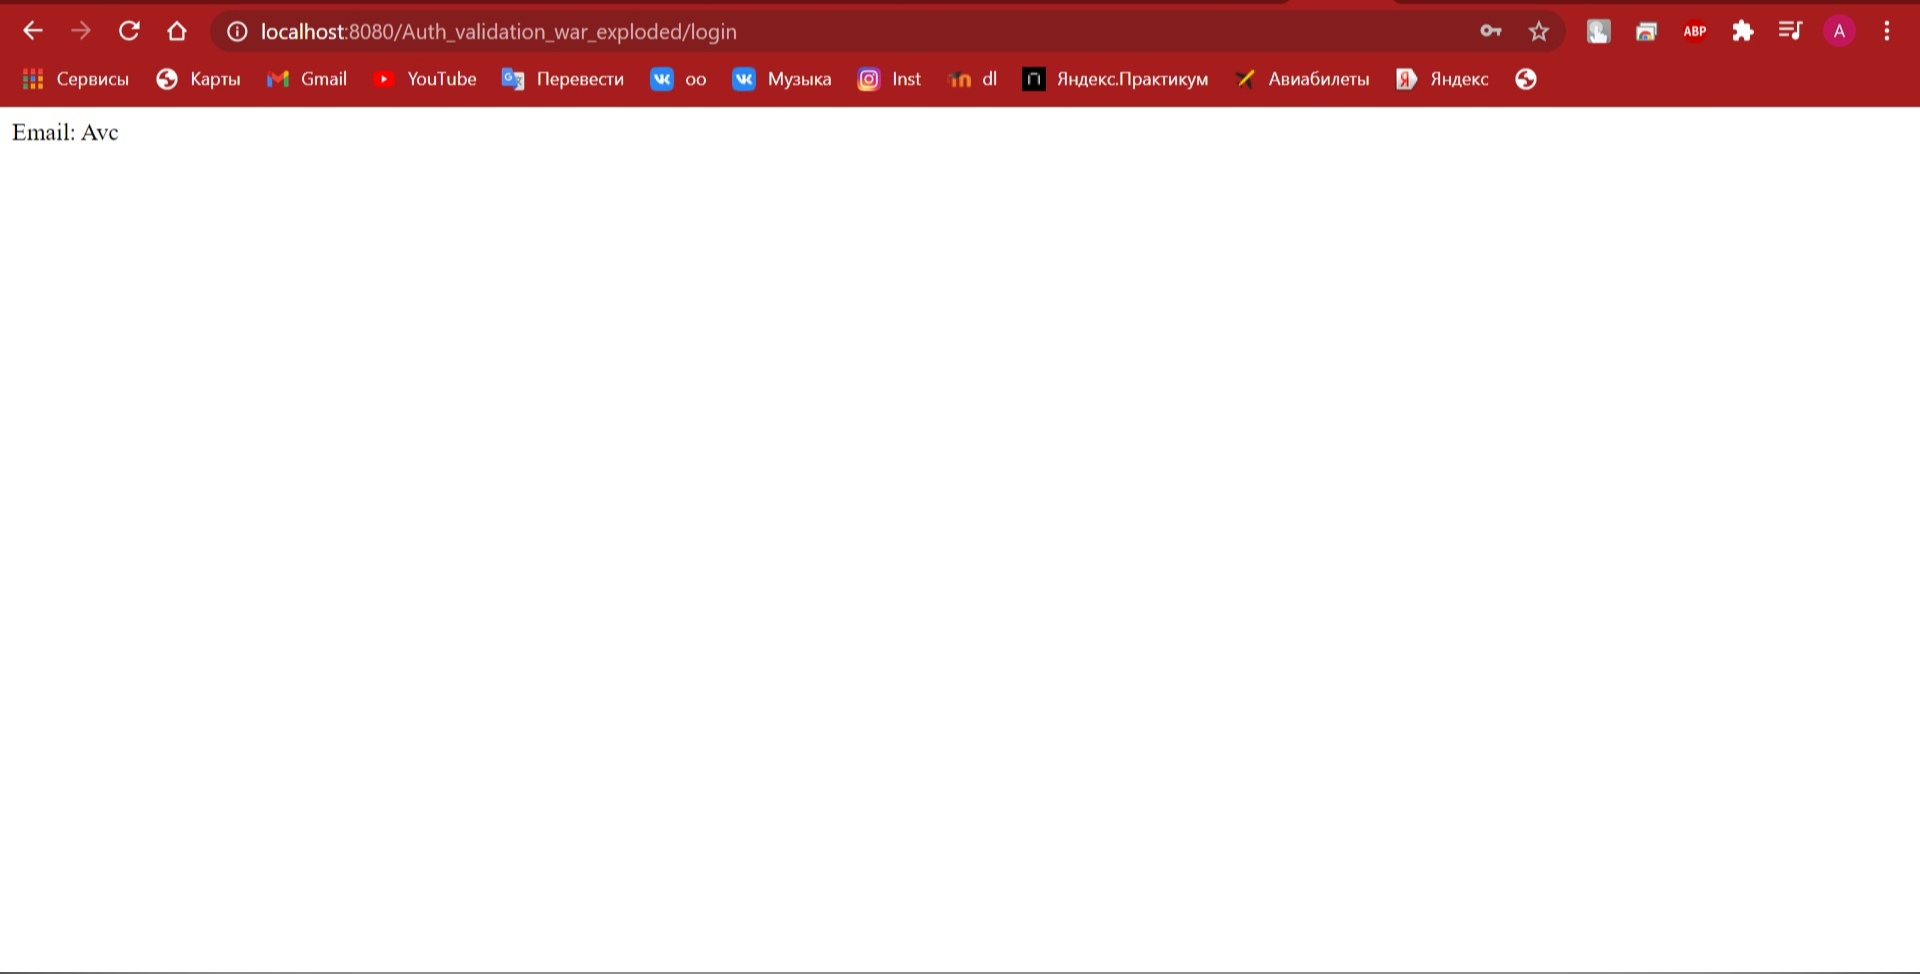 localhost:8080/Auth_validation_war_exploded/login
ABP
A
Сервисы Карты Gmail YouTube Перевести oo Музыка Inst dl Яндекс.Практикум Авиабилеты Яндекс
Email: Avc